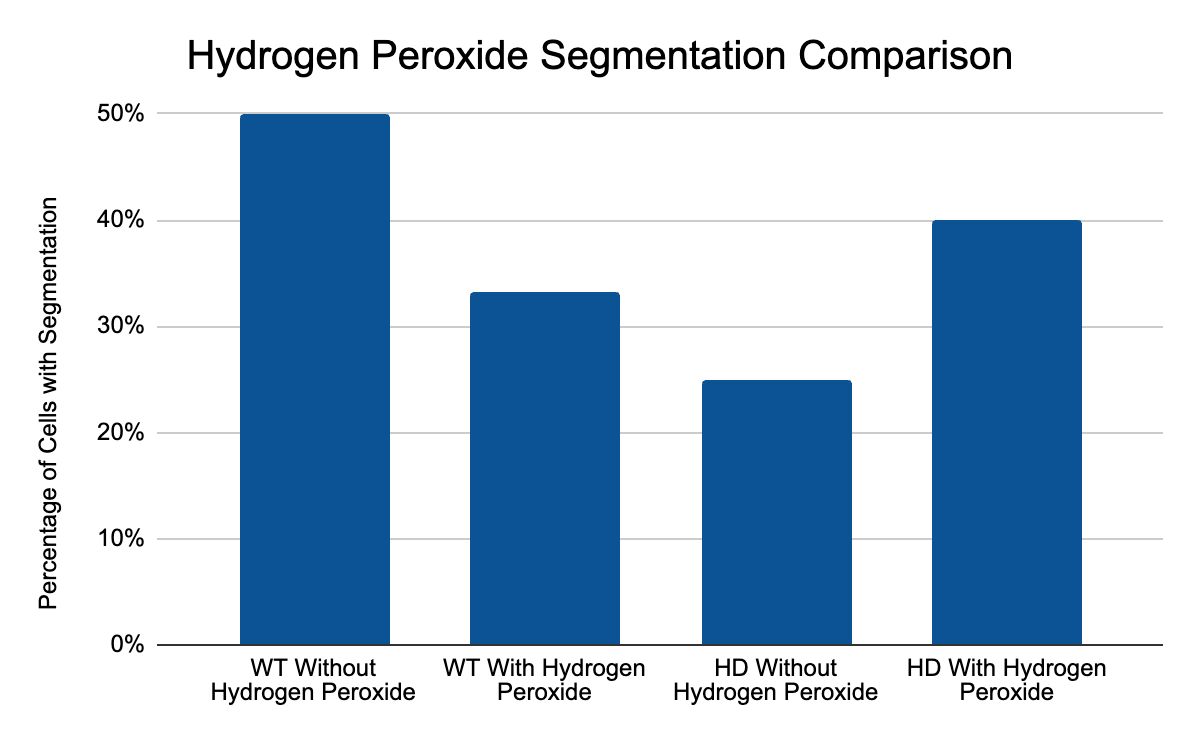 Hydrogen Peroxide Segmentation Comparison
Percentage of Cells with Segmentation
50%
40%
30%
20%
10%
0%
WT Without
Hydrogen Peroxide
WT With Hydrogen
Peroxide
HD Without
Hydrogen Peroxide
HD With Hydrogen
Peroxide